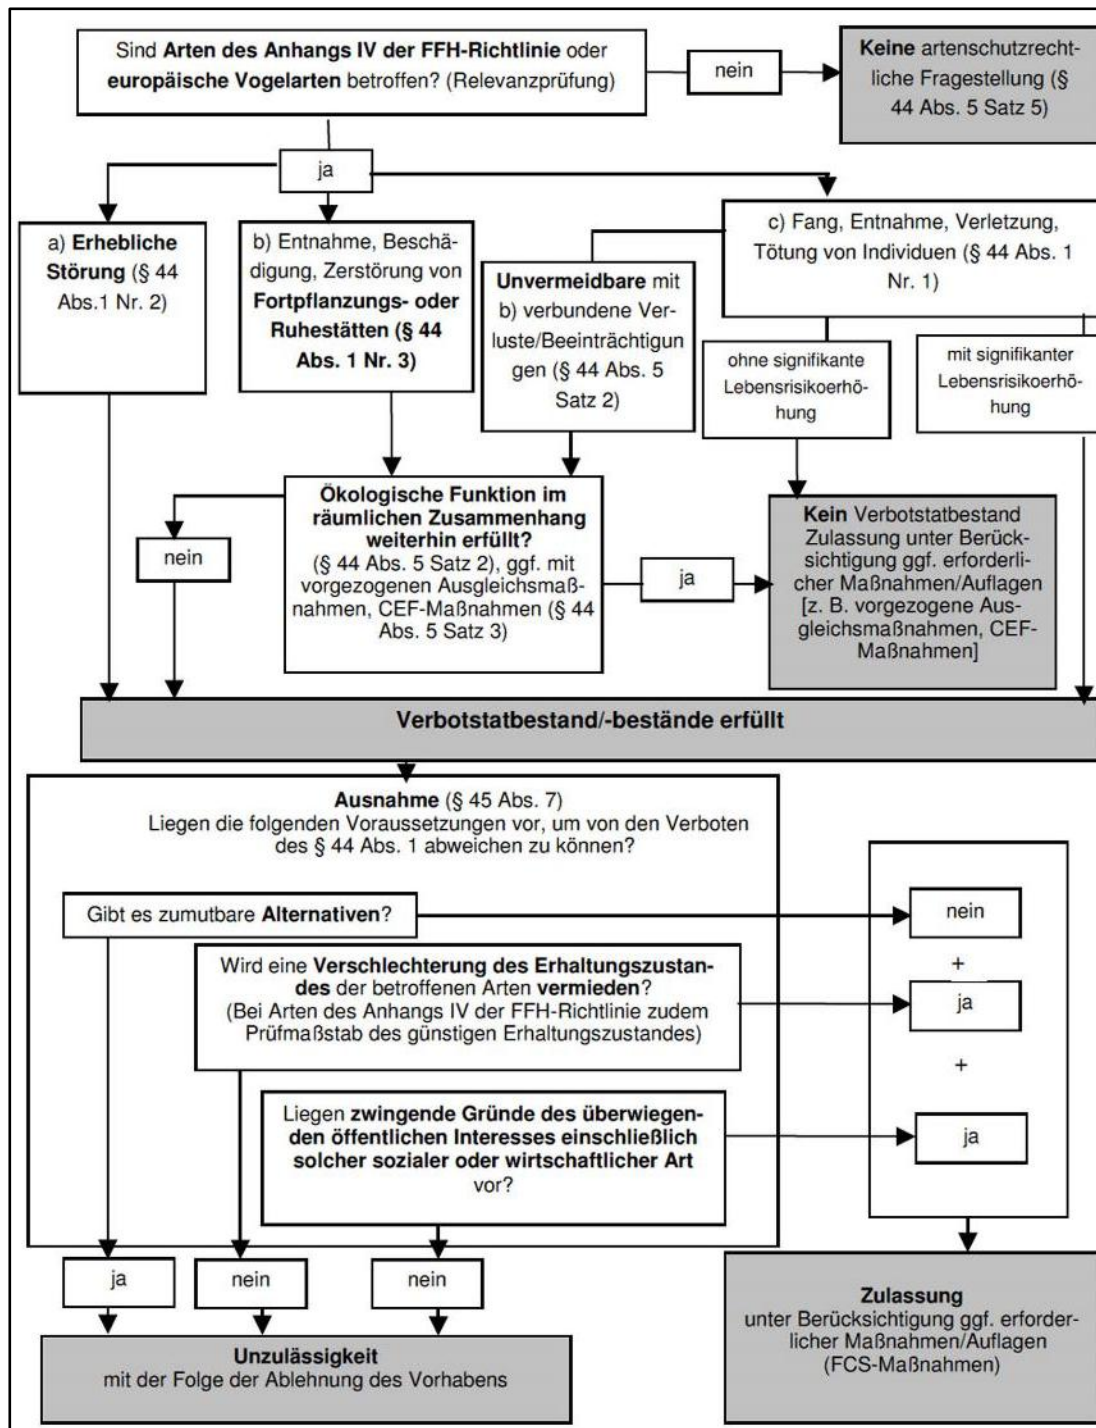 Sind Arten des Anhangs IV der FFH-Richtlinie oder
europäische Vogelarten betroffen? (Relevanzprüfung)
nein
Keine artenschutzrecht-
liche Fragestellung (§
44 Abs. 5 Satz 5)
ja
a) Erhebliche
Störung (§ 44
Abs.1 Nr. 2)
b) Entnahme, Beschä-
digung, Zerstörung von
Fortpflanzungs- oder
Ruhestätten (§ 44
Abs. 1 Nr. 3)
Unvermeidbare mit
b) verbundene Ver-
luste/Beeinträchtigun
gen (§ 44 Abs. 5
Satz 2)
c) Fang, Entnahme, Verletzung,
Tötung von Individuen (§ 44 Abs. 1
Nr. 1)
ohne signifikante
Lebensrisikoerhö-
hung
mit signifikanter
Lebensrisikoerhö-
hung
Ökologische Funktion im
räumlichen Zusammenhang
weiterhin erfüllt?
(§ 44 Abs. 5 Satz 2), ggf. mit
vorgezogenen Ausgleichsmaß-
nahmen, CEF-Maßnahmen (§ 44
Abs. 5 Satz 3)
nein
ja
Kein Verbotstatbestand
Zulassung unter Berück-
sichtigung ggf. erforderli-
cher Maßnahmen/Auflagen
[z. B. vorgezogene Aus-
gleichsmaßnahmen, CEF-
Maßnahmen]
Verbotstatbestand/-bestände erfüllt
Ausnahme (§ 45 Abs. 7)
Liegen die folgenden Voraussetzungen vor, um von den Verboten
des § 44 Abs. 1 abweichen zu können?
Gibt es zumutbare Alternativen?
nein
+
Wird eine Verschlechterung des Erhaltungszustan-
des der betroffenen Arten vermieden?
(Bei Arten des Anhangs IV der FFH-Richtlinie zudem
Prüfmaßstab des günstigen Erhaltungszustandes)
ja
+
Liegen zwingende Gründe des überwiegen-
den öffentlichen Interesses einschließlich
solcher sozialer oder wirtschaftlicher Art
vor?
ja
ja
nein
nein
Unzulässigkeit
mit der Folge der Ablehnung des Vorhabens
Zulassung
unter Berücksichtigung ggf. erforder-
licher Maßnahmen/Auflagen
(FCS-Maßnahmen)